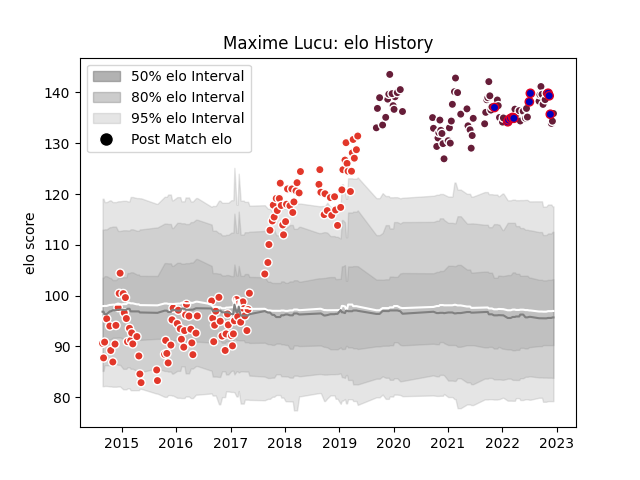 Maxime Lucu: elo History
50% elo Interval
80% elo Interval
95% elo Interval
Post Match elo
elo score
140
130
120
110
100
90
80
2015 2016 2017 2018 2019 2020 2021 2022 2023